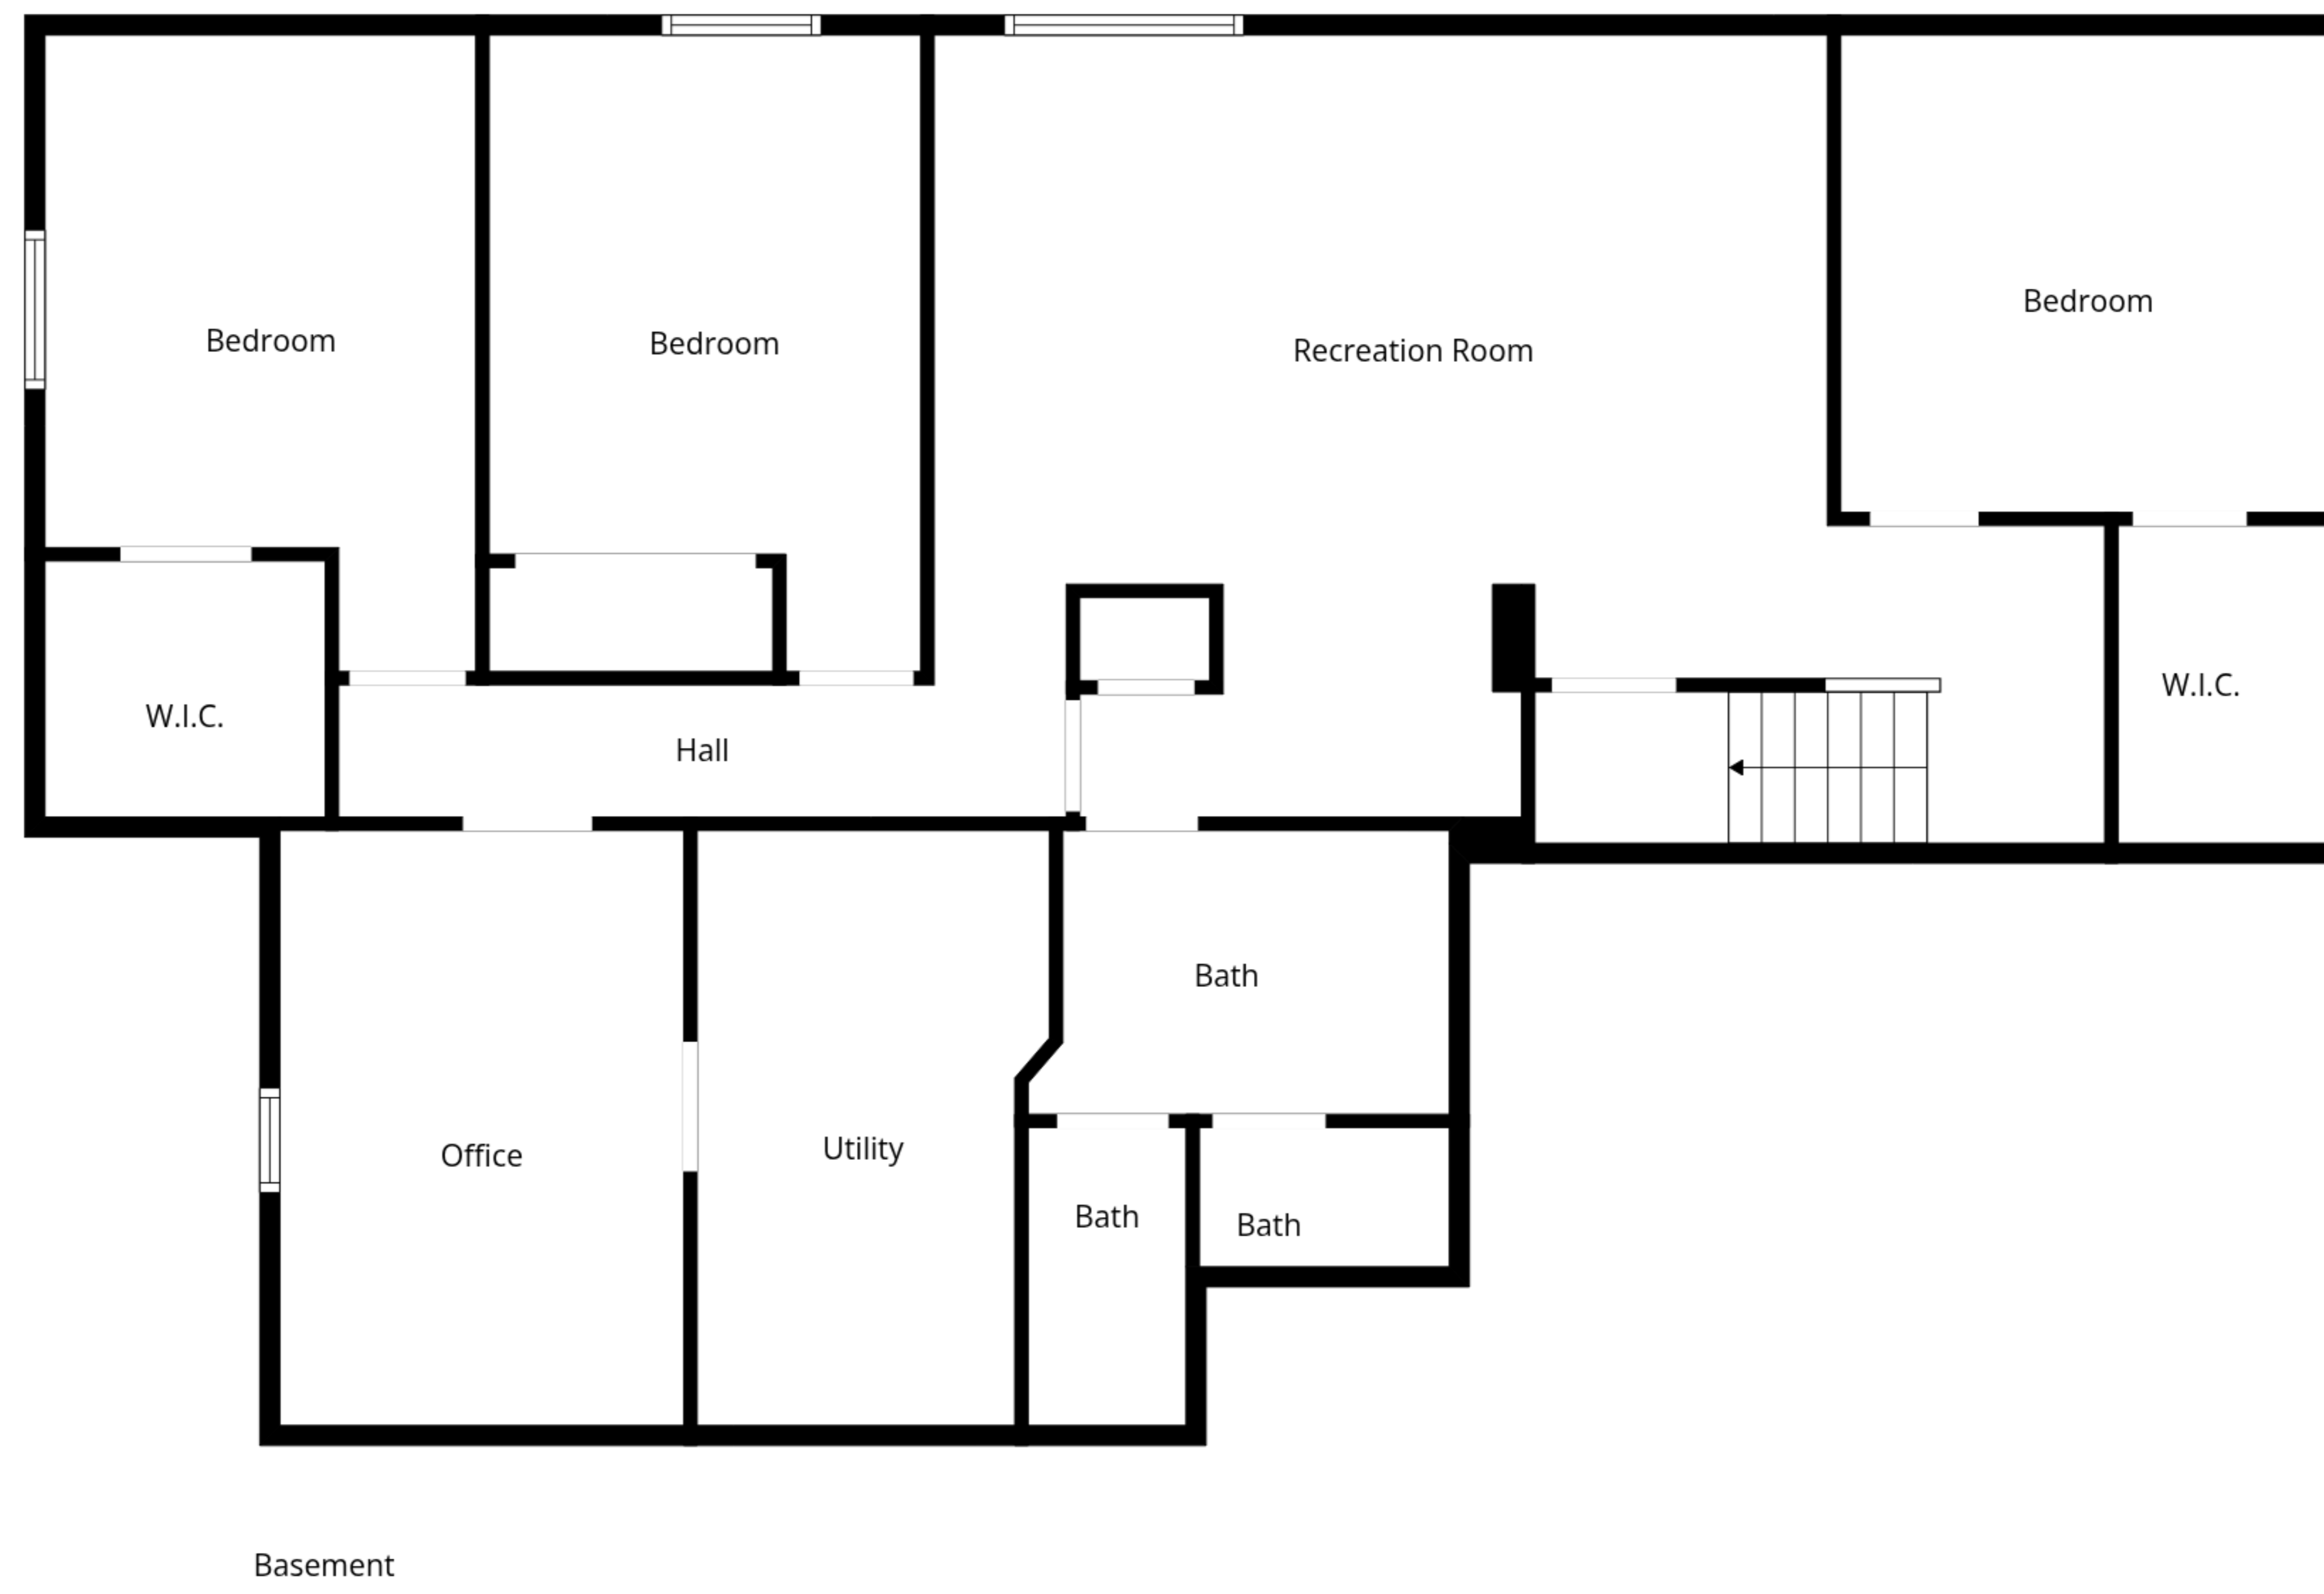 Bedroom
Bedroom
Recreation Room
Bedroom
W.I.C.
Hall
W.I.C.
Office
Utility
Bath
Bath
Bath
Basement